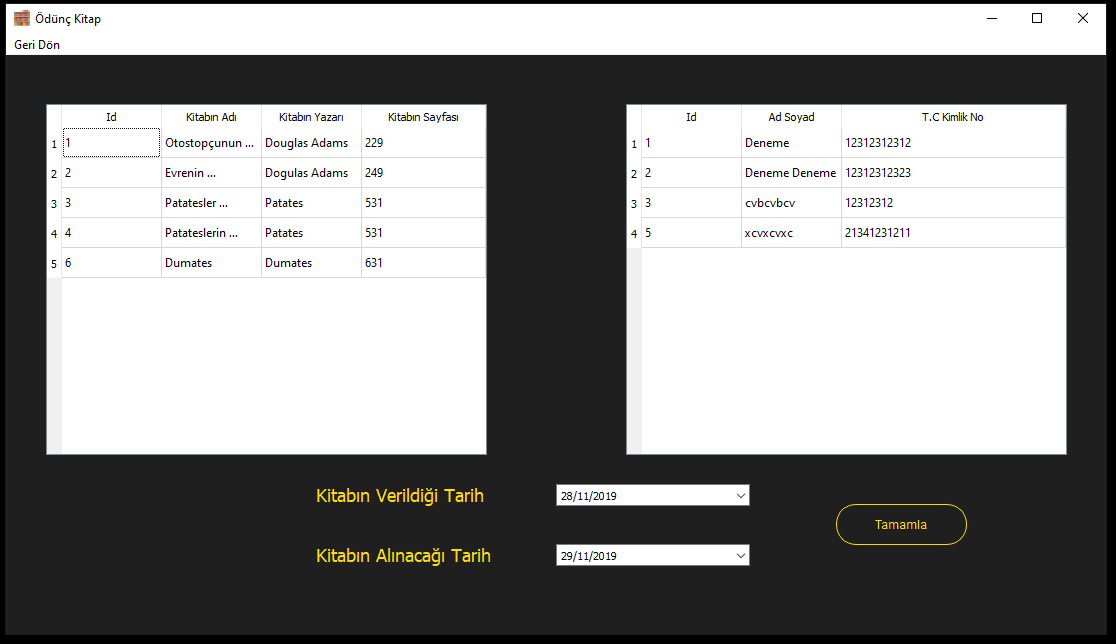 Ödünç Kitap
Geri Dön
Id Kitabın Adı Kitabın Yazarı Kitabın Sayfası
1 1 Otostopçunun ... Douglas Adams 229
2 2 Evrenin ... Dogulas Adams 249
3 3 Patatesler ... Patates 531
4 4 Patateslerin ... Patates 531
5 6 Dumates Dumates 631
Id Ad Soyad T.C Kimlik No
1 1 Deneme 12312312312
2 2 Deneme Deneme 12312312323
3 3 cvbcvbcv 12312312
4 5 xcvxcvxc 21341231211
Kitabın Verildiği Tarih 28/11/2019
Kitabın Alınacağı Tarih 29/11/2019
Tamamla